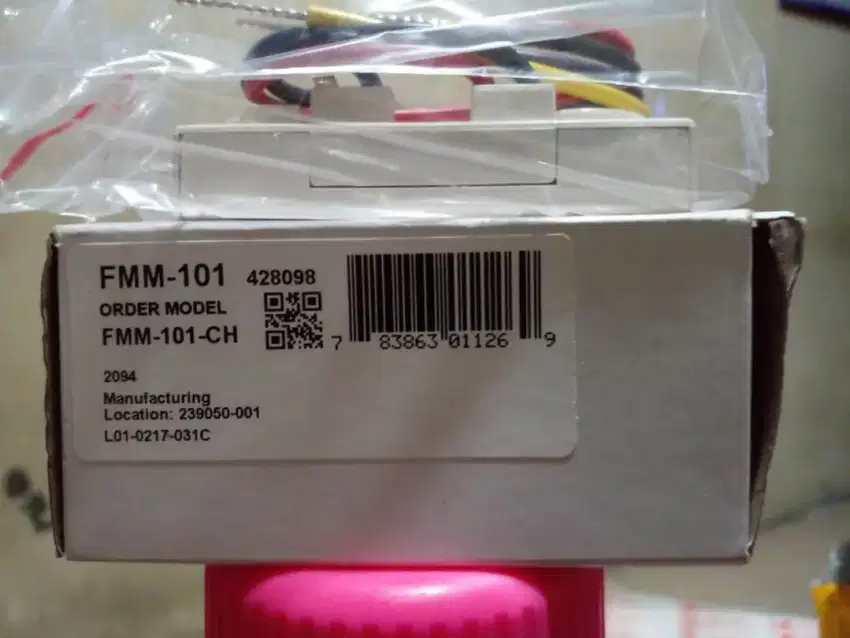 FMM-101 428098
ORDER MODEL
FMM-101-CH
7 83863 01126 9
2094
Manufacturing
Location: 239050-001
L01-0217-031C